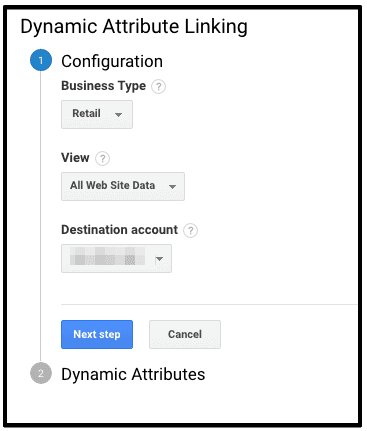 Dynamic Attribute Linking
1 Configuration
Business Type ?
Retail
View ?
All Web Site Data
Destination account ?
Next step Cancel
2 Dynamic Attributes